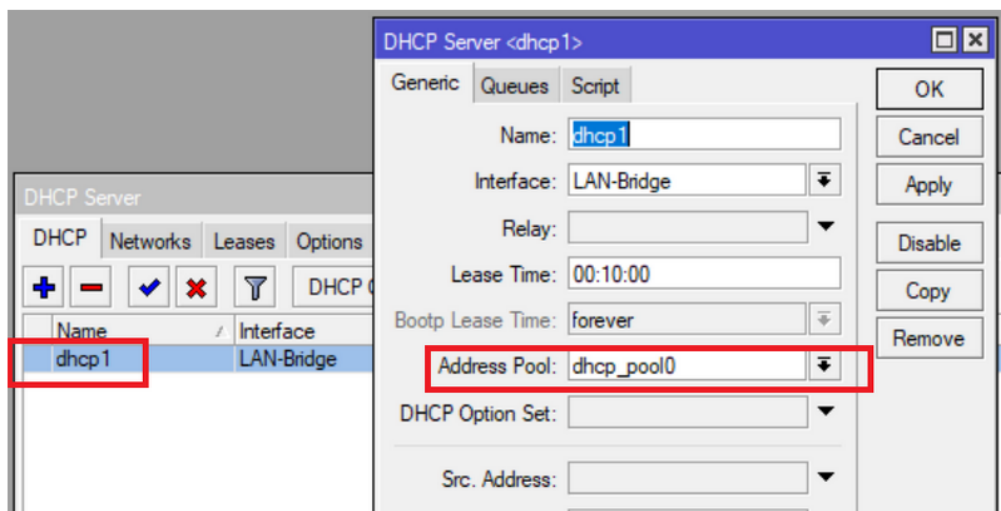 DHCP Server <dhcp1>
Generic Queues Script
Name: dhcp1
Interface: LAN-Bridge
Relay:
Lease Time: 00:10:00
Bootp Lease Time: forever
Address Pool: dhcp_pool0
DHCP Option Set:
Src. Address:
OK
Cancel
Apply
Disable
Copy
Remove
DHCP Server
DHCP Networks Leases Options
DHCP
Name Interface
dhcp1 LAN-Bridge